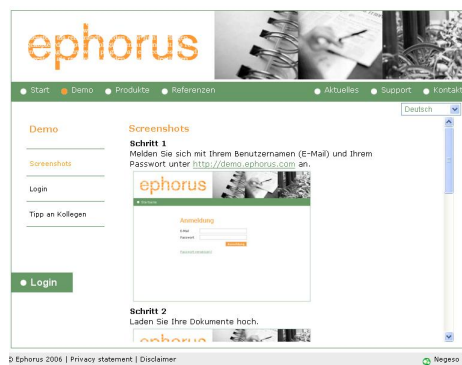 ephorus
Start Demo Produkte Referenzen Aktuelles Support Kontakt
Deutsch
Demo
Screenshots
Login
Tipp an Kollegen
Login
Screenshots
Schritt 1
Melden Sie sich mit Ihrem Benutzernamen (E-Mail) und Ihrem
Passwort unter http://demo.ephorus.com an.
ephorus
Anmeldung
E-Mail
Passwort
Schritt 2
Laden Sie Ihre Dokumente hoch.
ephorus
© Ephorus 2006 | Privacy statement | Disclaimer
Negeso